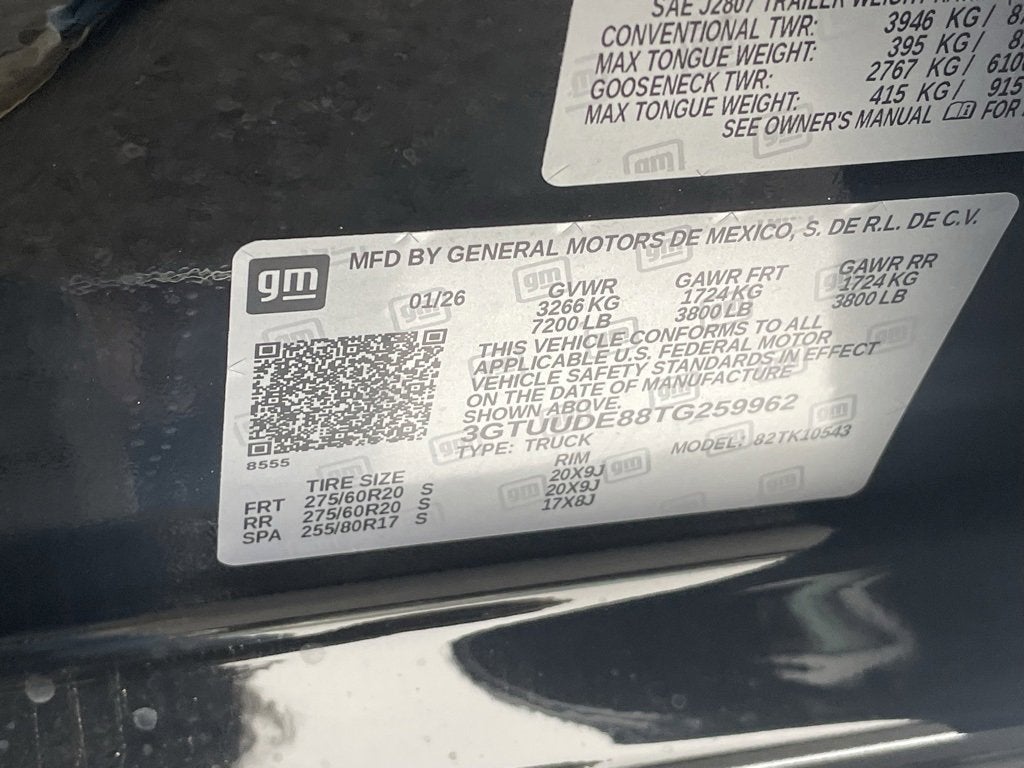 SAE J2807 TRAILER WEIGHT
CONVENTIONAL TWR: 3946 KG/
MAX TONGUE WEIGHT: 395 KG/
GOOSENECK TWR: 2767 KG/
MAX TONGUE WEIGHT: 415 KG/ 915
SEE OWNER'S MANUAL FOR
gm
MFD BY GENERAL MOTORS DE MEXICO, S. DE R.L. DE C.V.
01/26 GVWR GAWR FRT GAWR RR
3266 KG 1724 KG 1724 KG
7200 LB 3800 LB 3800 LB
THIS VEHICLE CONFORMS TO ALL
APPLICABLE U.S. FEDERAL MOTOR
VEHICLE SAFETY STANDARDS IN EFFECT
ON THE DATE OF MANUFACTURE
SHOWN ABOVE
3GTUUDE88TG259962
TYPE: TRUCK MODEL: 82TK10543
8555
TIRE SIZE RIM
FRT 275/60R20 S 20X9J
RR 275/60R20 S 20X9J
SPA 255/80R17 S 17X8J